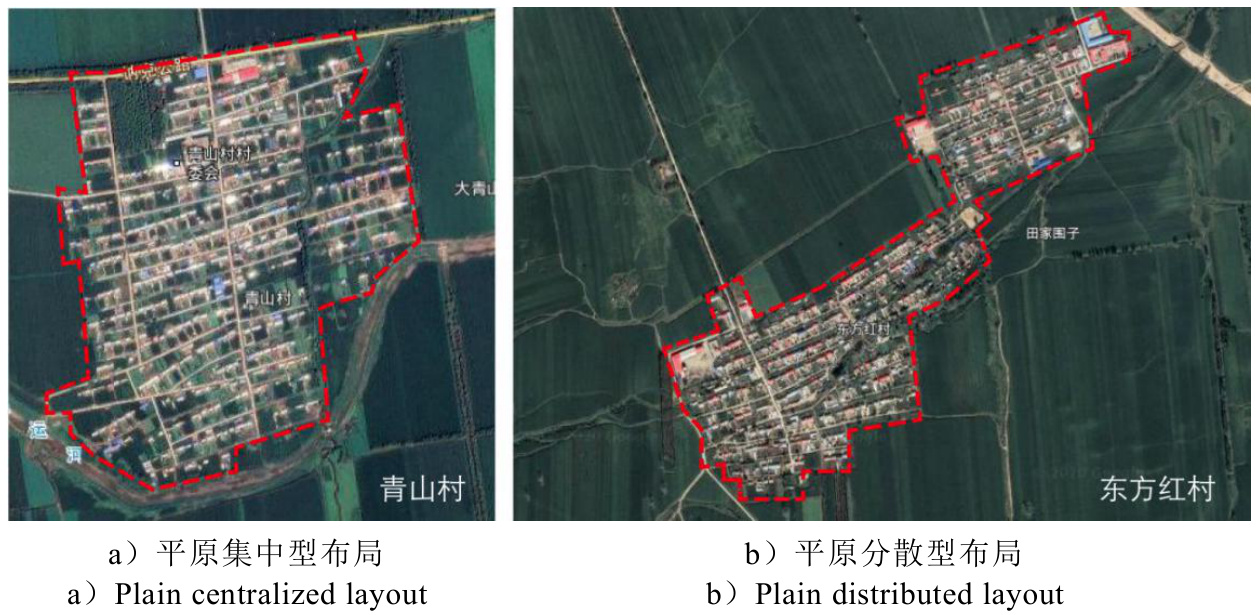 青山村村
委会
大青山
青山村
运
河
青山村
田家围子
东方红村
东方红村
a）平原集中型布局
a）Plain centralized layout
b）平原分散型布局
b）Plain distributed layout